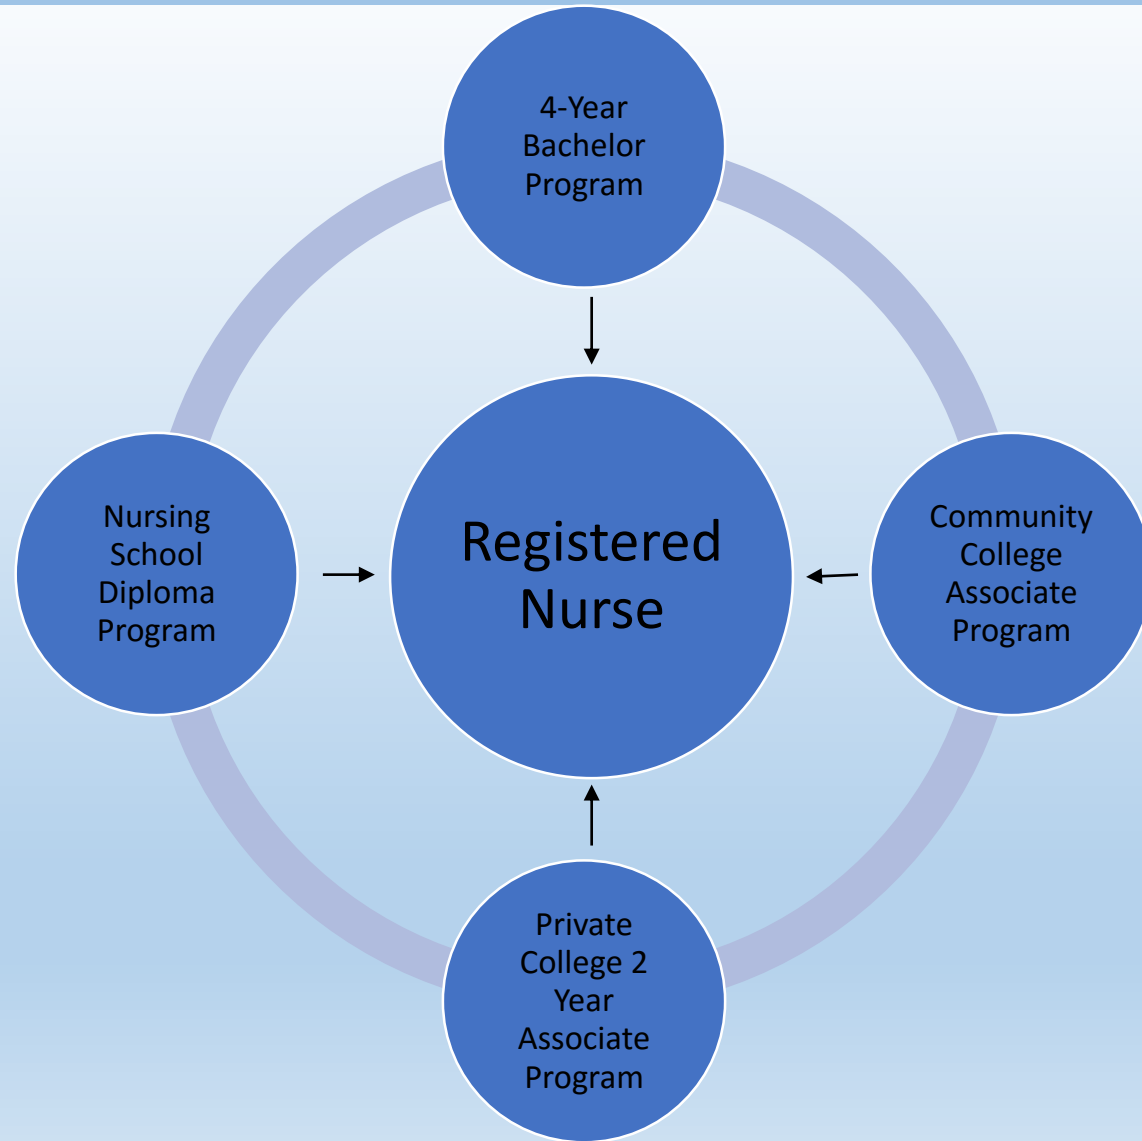 4-Year
Bachelor
Program
Nursing
School
Diploma
Program
Registered
Nurse
Community
College
Associate
Program
Private
College 2
Year
Associate
Program